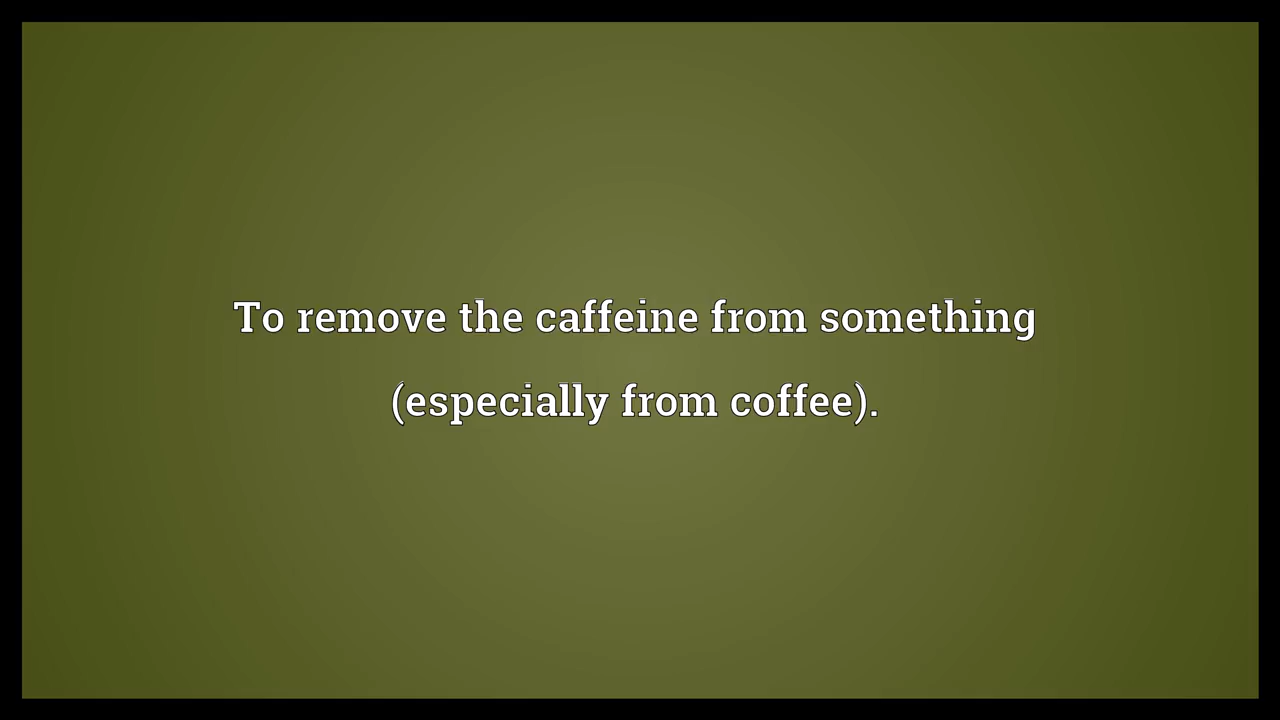 To remove the caffeine from something
(especially from coffee).